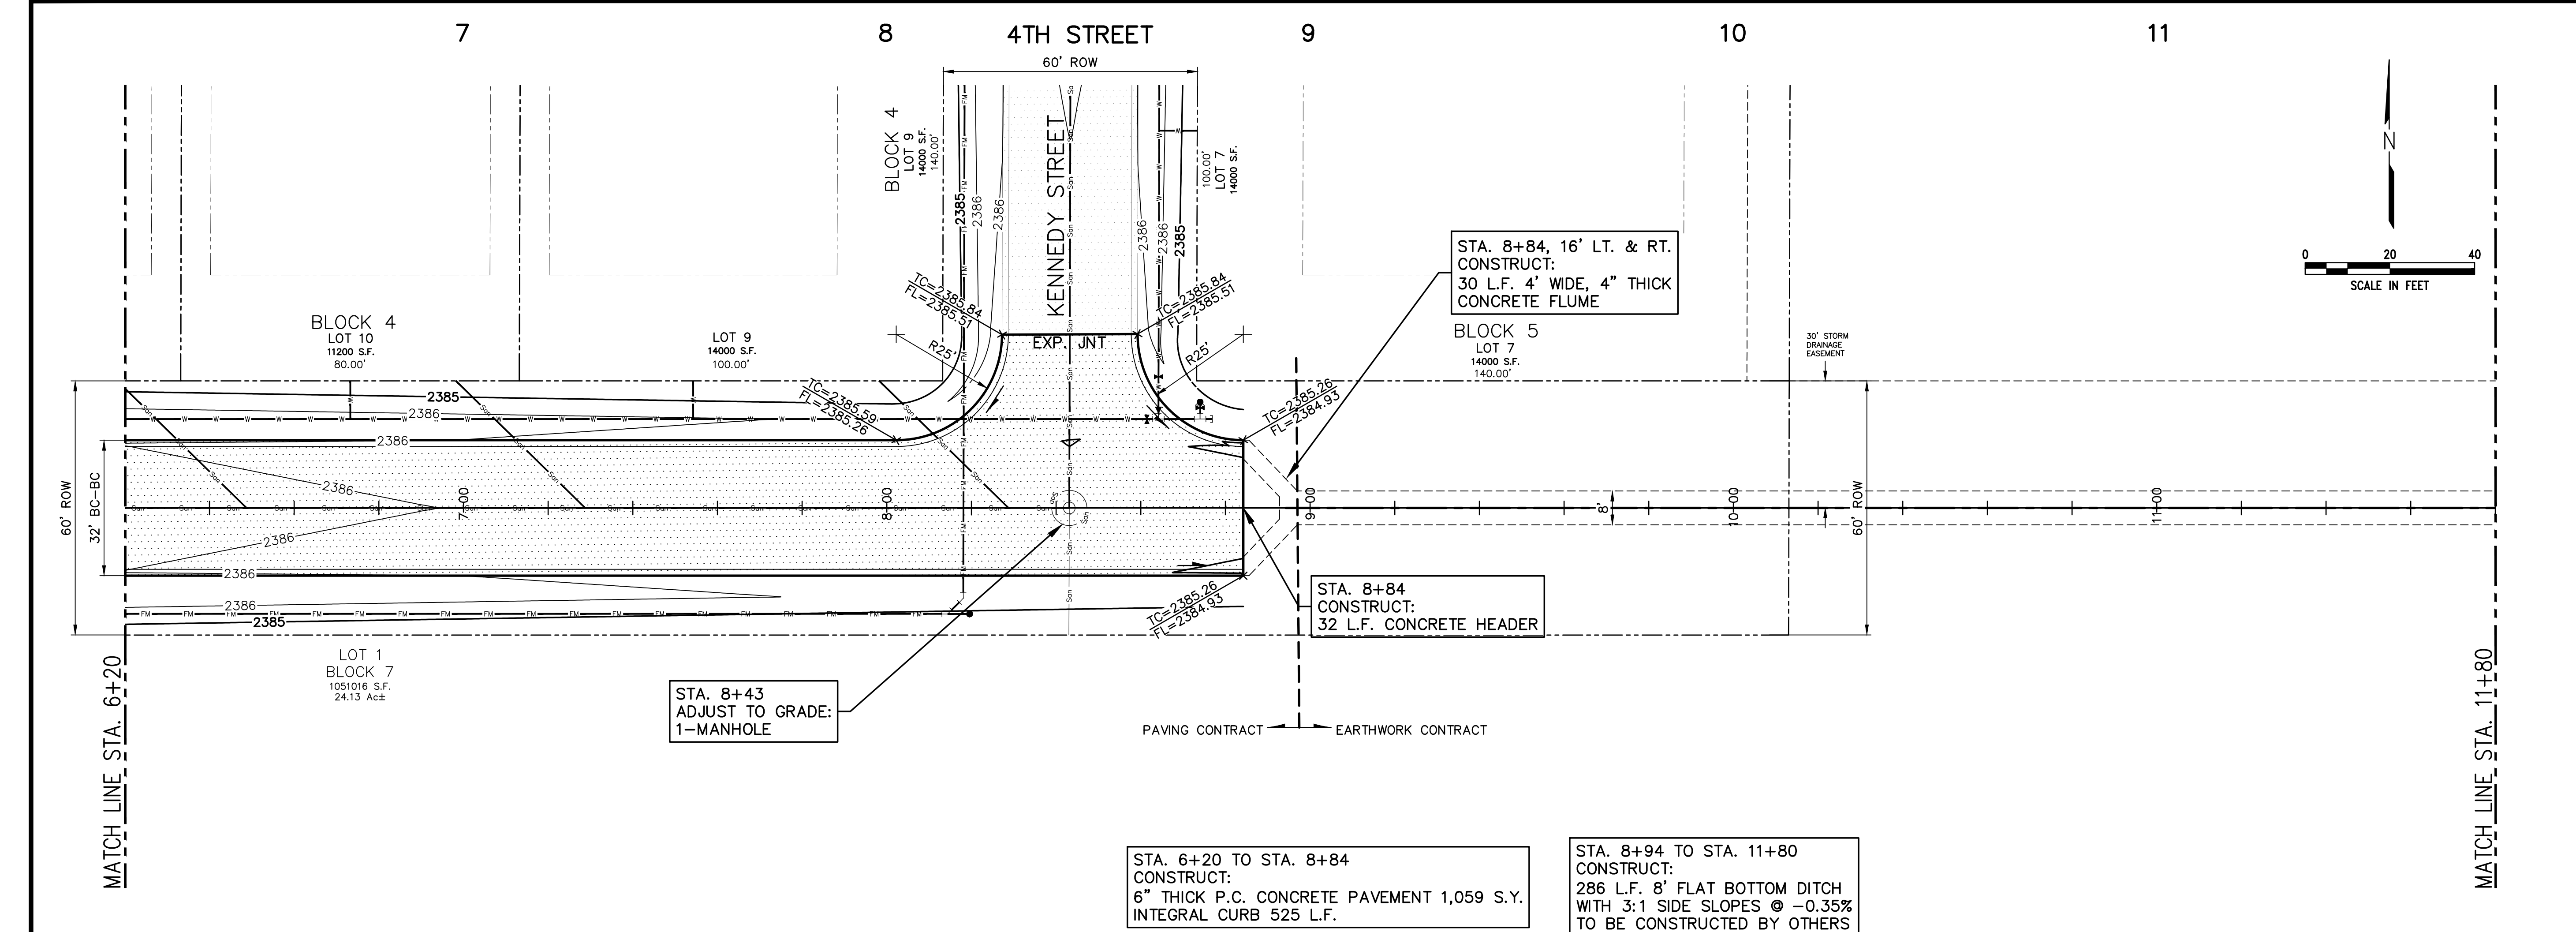 7
8
4TH STREET
9
10
11
60' ROW
BLOCK 4
LOT 9
14000 S.F.
140.00'
FM
2385
2386
2386
KENNEDY STREET
San
W
2386
2386
2385
100.00'
LOT 7
14000 S.F.
N
0 20 40
SCALE IN FEET
STA. 8+84, 16' LT. & RT.
CONSTRUCT:
30 L.F. 4' WIDE, 4" THICK
CONCRETE FLUME
TC=2385.84
FL=2385.51
TC=2385.84
FL=2385.51
BLOCK 4
LOT 10
11200 S.F.
80.00'
LOT 9
14000 S.F.
100.00'
R25'
EXP. JNT
R25'
BLOCK 5
LOT 7
14000 S.F.
140.00'
30' STORM
DRAINAGE
EASEMENT
TC=2385.59
FL=2385.26
TC=2385.26
FL=2384.93
2385
2386
2386
60' ROW
32' BC-BC
2386
2386
7+00
8+00
9+00
8'
10+00
60' ROW
11+00
2386
2386
2385
TC=2385.26
FL=2384.93
STA. 8+84
CONSTRUCT:
32 L.F. CONCRETE HEADER
LOT 1
BLOCK 7
1051016 S.F.
24.13 Ac±
STA. 8+43
ADJUST TO GRADE:
1-MANHOLE
PAVING CONTRACT
EARTHWORK CONTRACT
MATCH LINE STA. 6+20
MATCH LINE STA. 11+80
STA. 6+20 TO STA. 8+84
CONSTRUCT:
6" THICK P.C. CONCRETE PAVEMENT 1,059 S.Y.
INTEGRAL CURB 525 L.F.
STA. 8+94 TO STA. 11+80
CONSTRUCT:
286 L.F. 8' FLAT BOTTOM DITCH
WITH 3:1 SIDE SLOPES @ -0.35%
TO BE CONSTRUCTED BY OTHERS